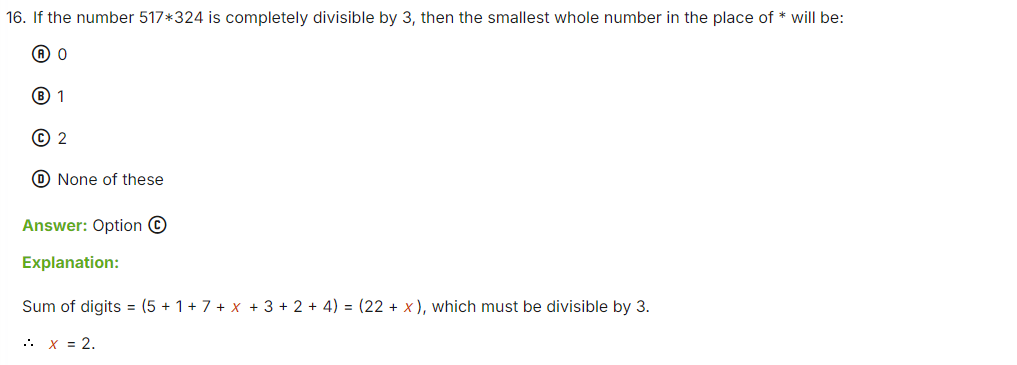 16. If the number 517*324 is completely divisible by 3, then the smallest whole number in the place of * will be:
Ⓐ 0
Ⓑ 1
Ⓒ 2
Ⓓ None of these
Answer: Option Ⓒ
Explanation:
Sum of digits = (5 + 1 + 7 + x + 3 + 2 + 4) = (22 + x ), which must be divisible by 3.
∴ x = 2.